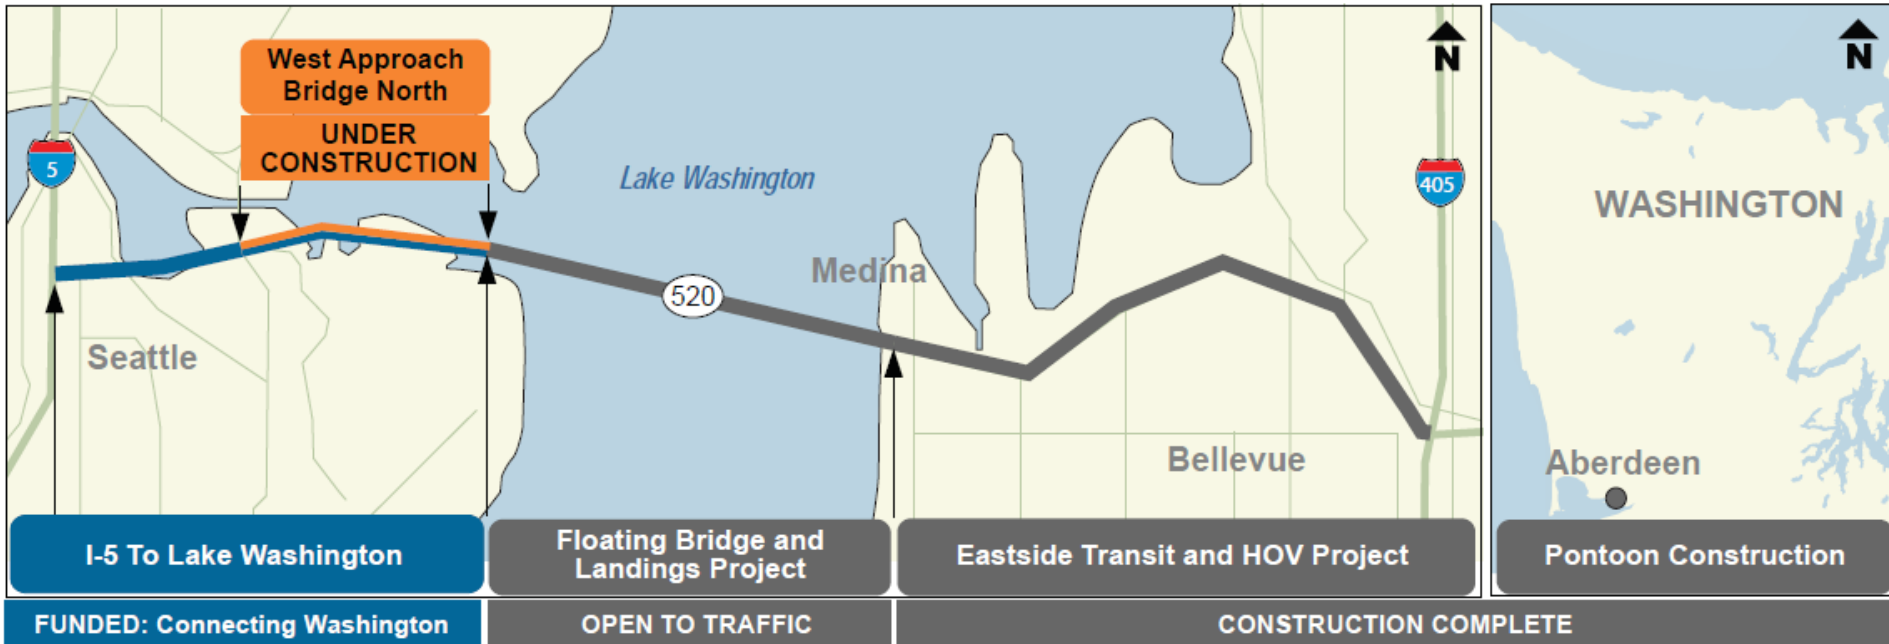 West Approach
Bridge North
UNDER
CONSTRUCTION
N
N
5
Lake Washington
405
WASHINGTON
Medina
520
Seattle
Bellevue
Aberdeen
I-5 To Lake Washington
Floating Bridge and
Landings Project
Eastside Transit and HOV Project
Pontoon Construction
FUNDED: Connecting Washington
OPEN TO TRAFFIC
CONSTRUCTION COMPLETE